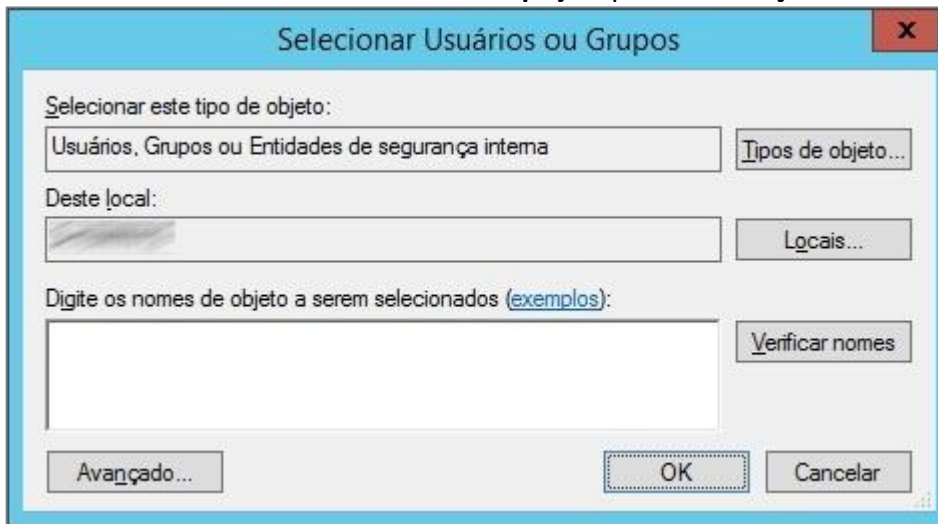 Selecionar Usuários ou Grupos
x
Selecionar este tipo de objeto:
Usuários, Grupos ou Entidades de segurança interna
Tipos de objeto...
Deste local:
Locais...
Digite os nomes de objeto a serem selecionados (exemplos):
Verificar nomes
Avançado...
OK
Cancelar